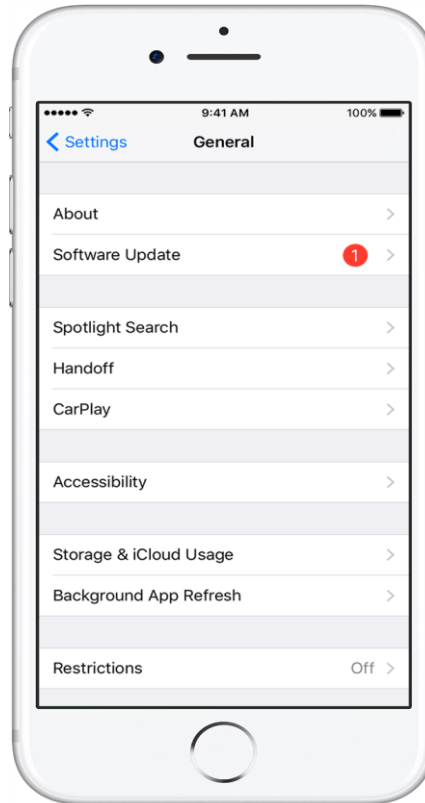 9:41 AM 100%
Settings General
About
Software Update 1
Spotlight Search
Handoff
CarPlay
Accessibility
Storage & iCloud Usage
Background App Refresh
Restrictions Off